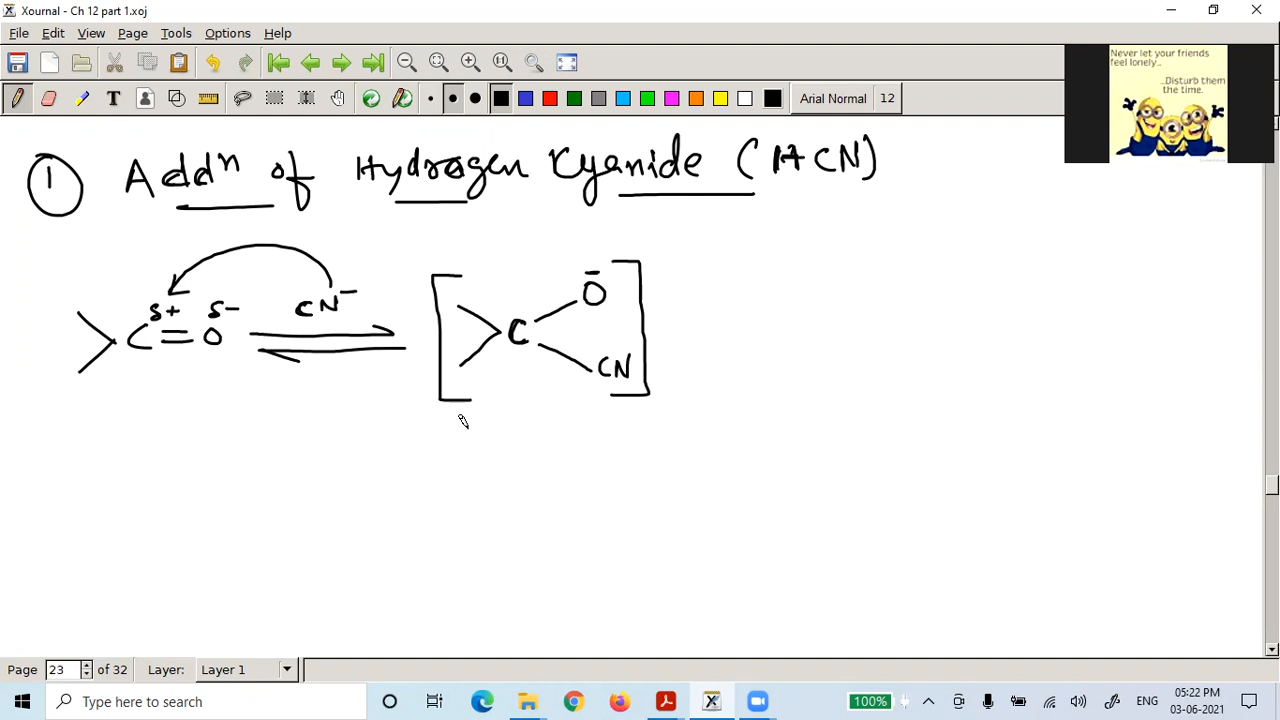 Xournal - Ch 12 part 1.xoj
File Edit View Page Tools Options Help
Arial Normal 12
Never let your friends
feel lonely...
...Disturb them
the time.
① Addⁿ of Hydrogen Cyanide (HCN)
δ+ δ- CN⁻
C=O
C
Ō
CN
Page 23 of 32 Layer: Layer 1
Type here to search
100%
ENG
05:22 PM
03-06-2021